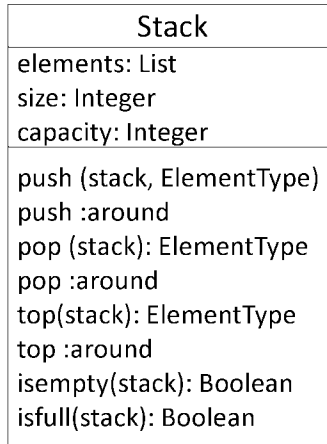 Stack
elements: List
size: Integer
capacity: Integer
push (stack, ElementType)
push :around
pop (stack): ElementType
pop :around
top(stack): ElementType
top :around
isempty(stack): Boolean
isfull(stack): Boolean